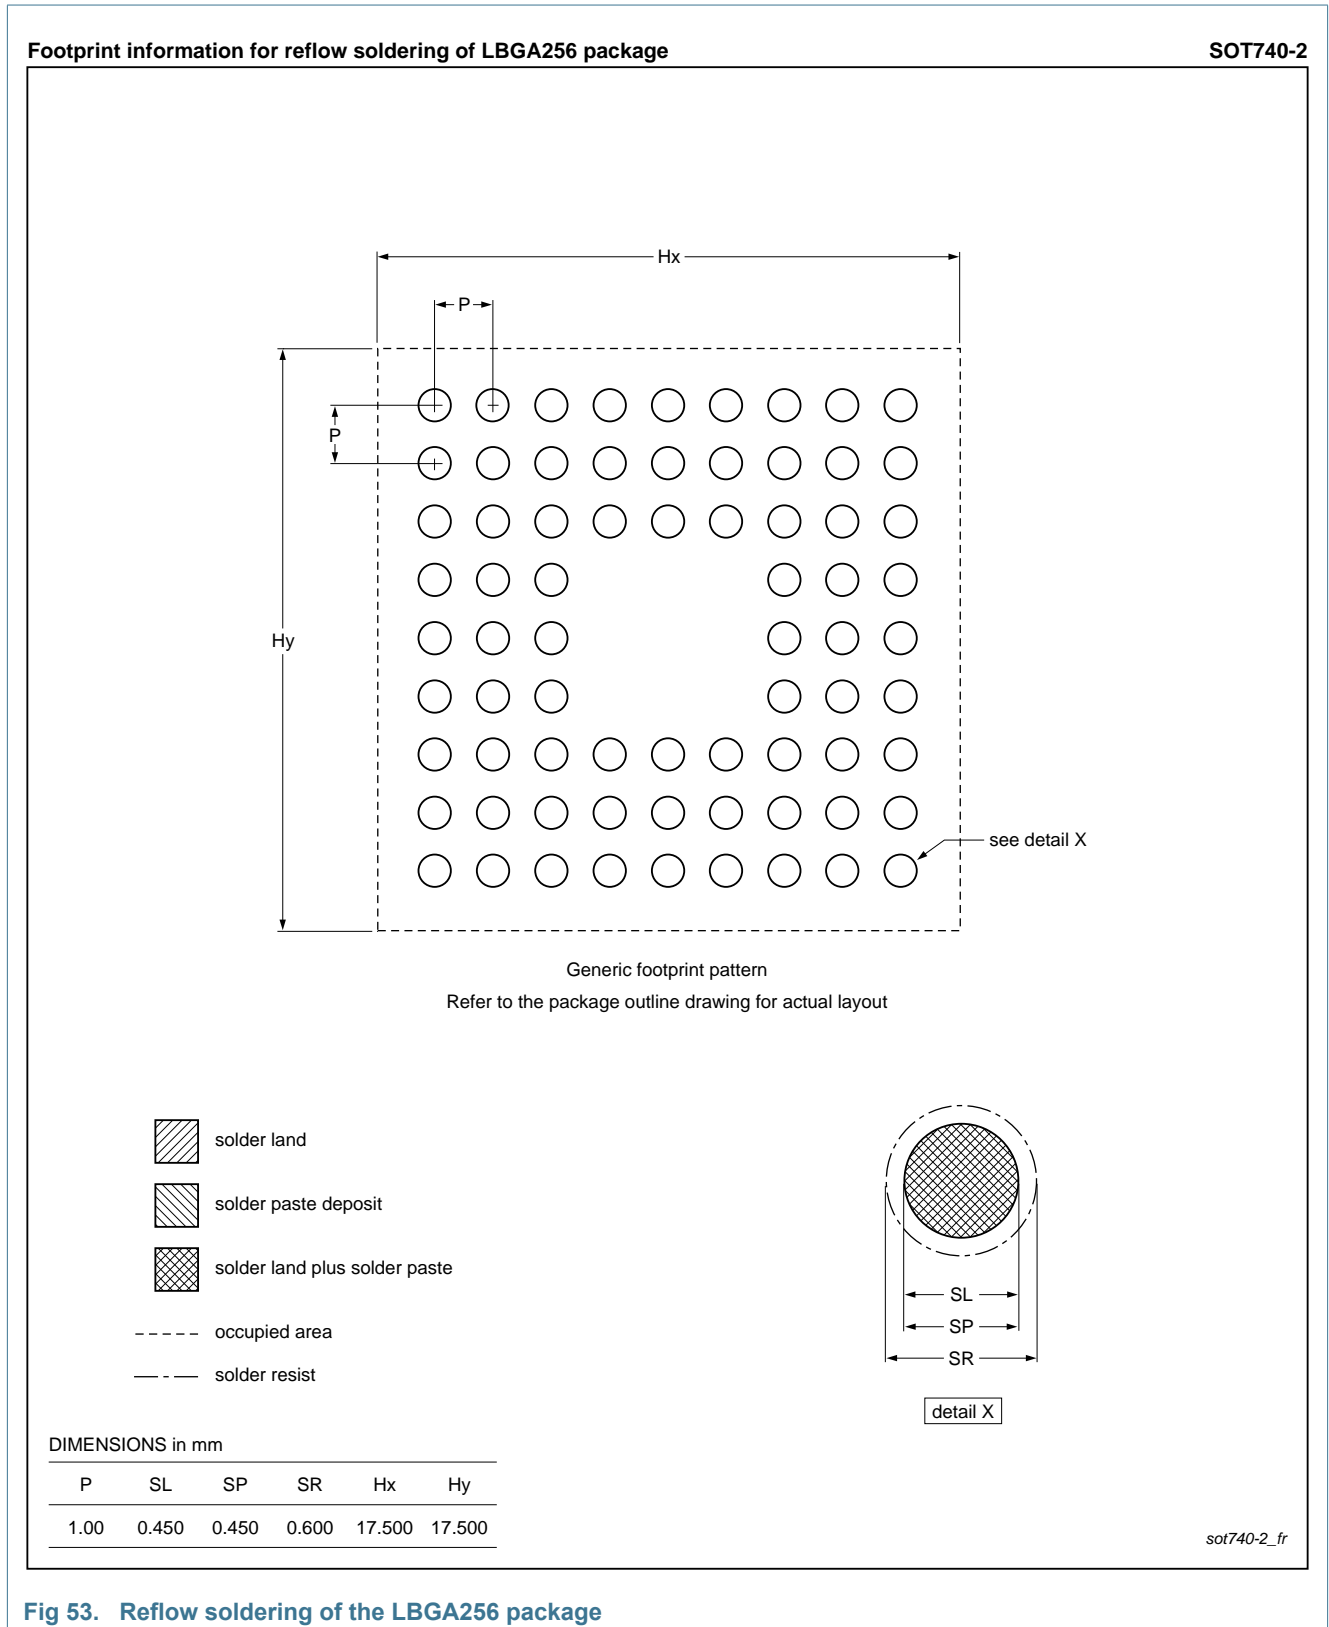 Footprint information for reflow soldering of LBGA256 package SOT740-2
Hx
P
P
Hy
see detail X
Generic footprint pattern
Refer to the package outline drawing for actual layout
solder land
solder paste deposit
solder land plus solder paste
occupied area
solder resist
SL
SP
SR
detail X
DIMENSIONS in mm
P SL SP SR Hx Hy
1.00 0.450 0.450 0.600 17.500 17.500
sot740-2_fr
Fig 53. Reflow soldering of the LBGA256 package